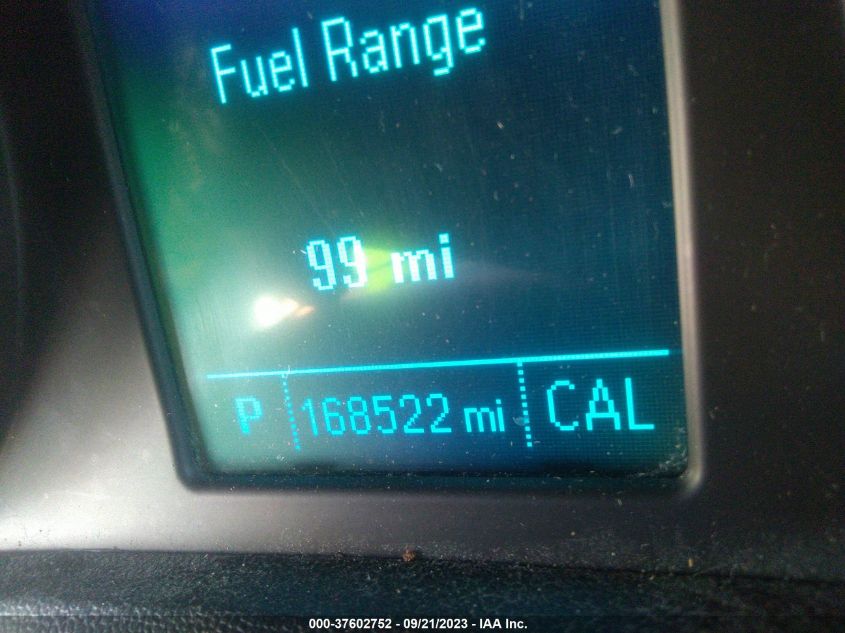 Fuel Range
99 mi
P 168522 mi CAL
000-37602752 - 09/21/2023 - IAA Inc.